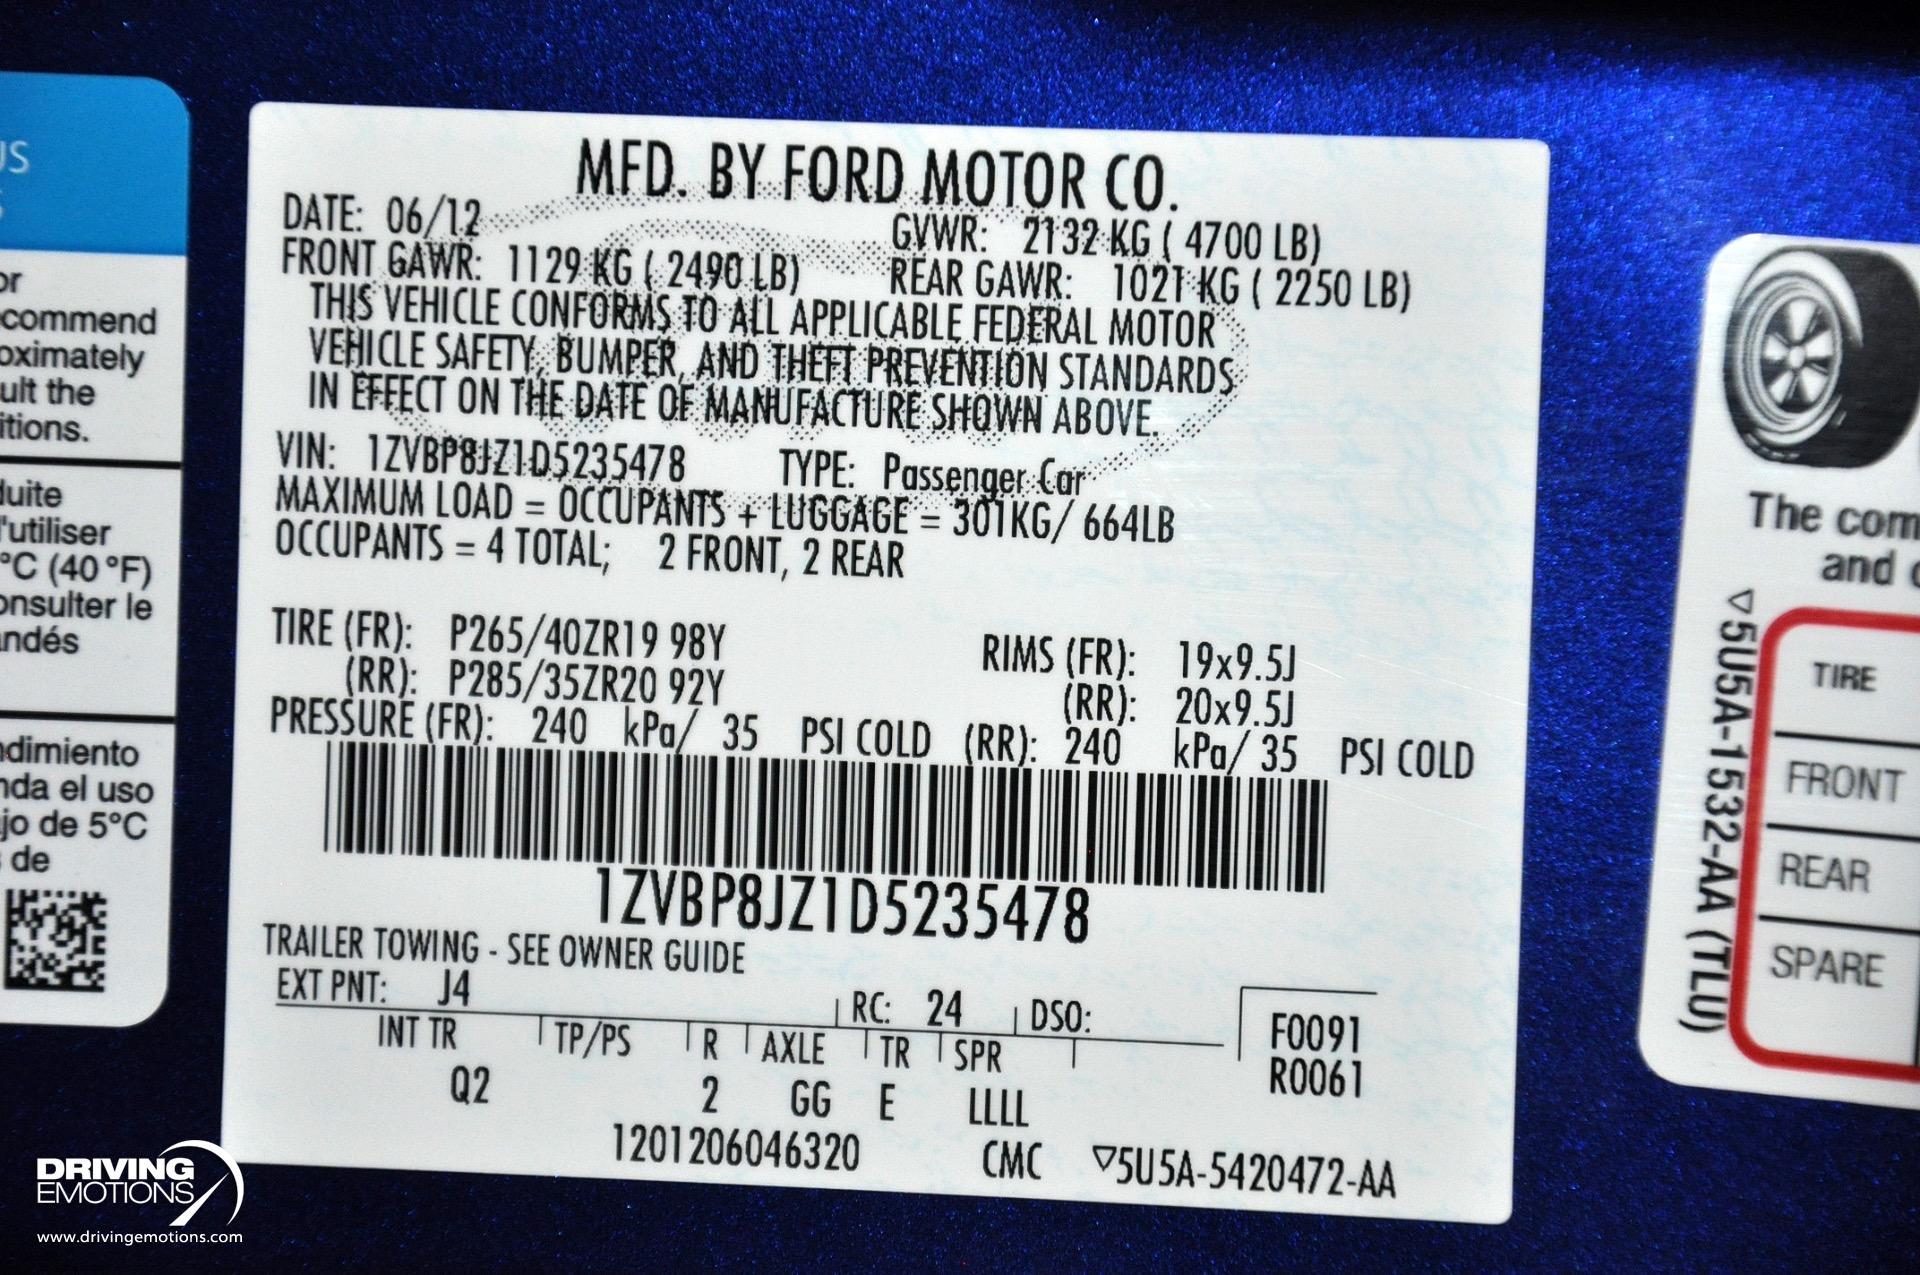 US
or
commend
oximately
ult the
itions.
duite
l'utiliser
°C (40 °F)
onsulter le
andés
ndimiento
nda el uso
ajo de 5°C
de
MFD. BY FORD MOTOR CO.
DATE: 06/12 GVWR: 2132 KG ( 4700 LB)
FRONT GAWR: 1129 KG ( 2490 LB) REAR GAWR: 1021 KG ( 2250 LB)
THIS VEHICLE CONFORMS TO ALL APPLICABLE FEDERAL MOTOR
VEHICLE SAFETY, BUMPER, AND THEFT PREVENTION STANDARDS
IN EFFECT ON THE DATE OF MANUFACTURE SHOWN ABOVE.
VIN: 1ZVBP8JZ1D5235478 TYPE: Passenger Car
MAXIMUM LOAD = OCCUPANTS + LUGGAGE = 301KG/ 664LB
OCCUPANTS = 4 TOTAL; 2 FRONT, 2 REAR
TIRE (FR): P265/40ZR19 98Y RIMS (FR): 19x9.5J
(RR): P285/35ZR20 92Y (RR): 20x9.5J
PRESSURE (FR): 240 kPa/ 35 PSI COLD (RR): 240 kPa/ 35 PSI COLD
1ZVBP8JZ1D5235478
TRAILER TOWING - SEE OWNER GUIDE
EXT PNT: J4 RC: 24 DSO:
INT TR TP/PS R AXLE TR SPR F0091
Q2 2 GG E LLLL R0061
1201206046320 CMC ▽5U5A-5420472-AA
The com
and c
▽5U5A-1532-AA (TLU)
TIRE
FRONT
REAR
SPARE
DRIVING
EMOTIONS
www.drivingemotions.com